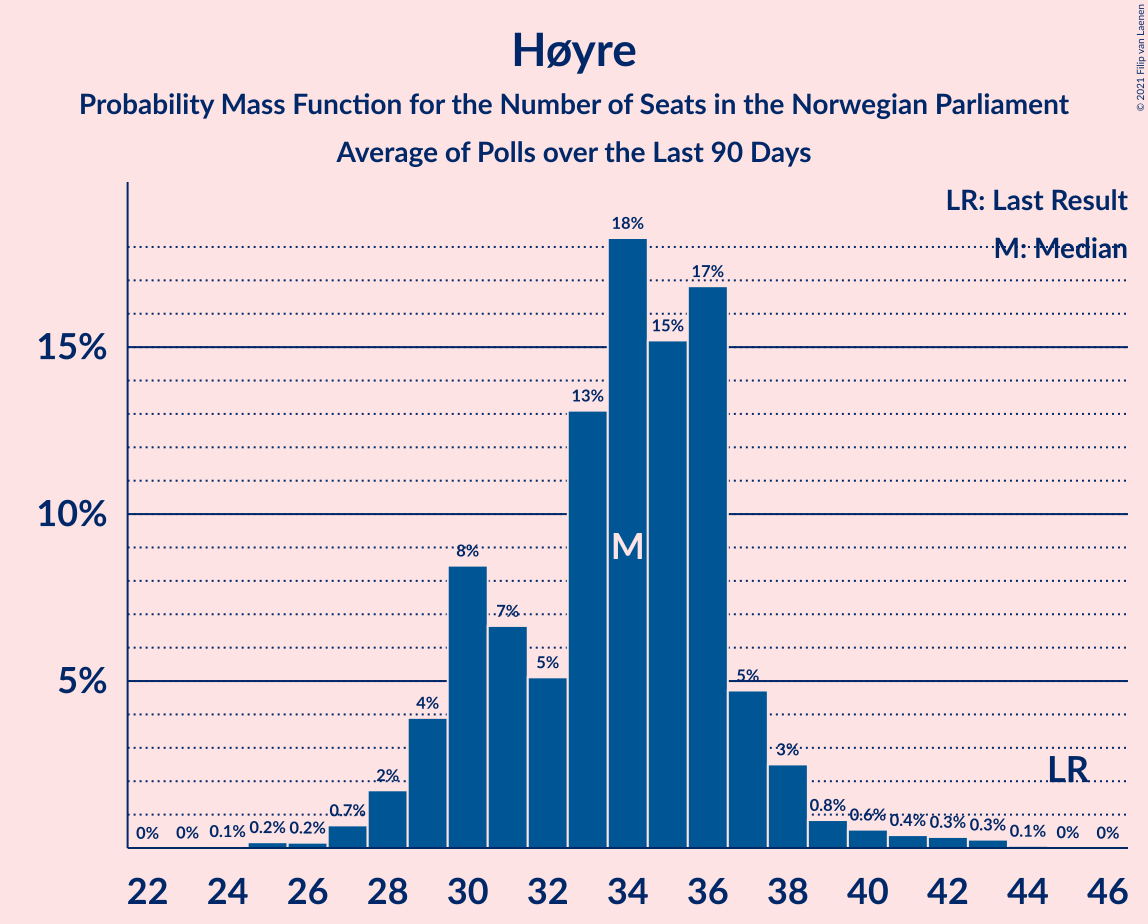 Høyre
Probability Mass Function for the Number of Seats in the Norwegian Parliament
Average of Polls over the Last 90 Days
© 2021 Filip van Laenen
LR: Last Result
M: Median
15%
10%
5%
0% 0% 0.1% 0.2% 0.2% 0.7% 2% 4% 8% 7% 5% 13% 18% 15% 17% 5% 3% 0.8% 0.6% 0.4% 0.3% 0.3% 0.1% 0% 0%
M
LR
22 24 26 28 30 32 34 36 38 40 42 44 46